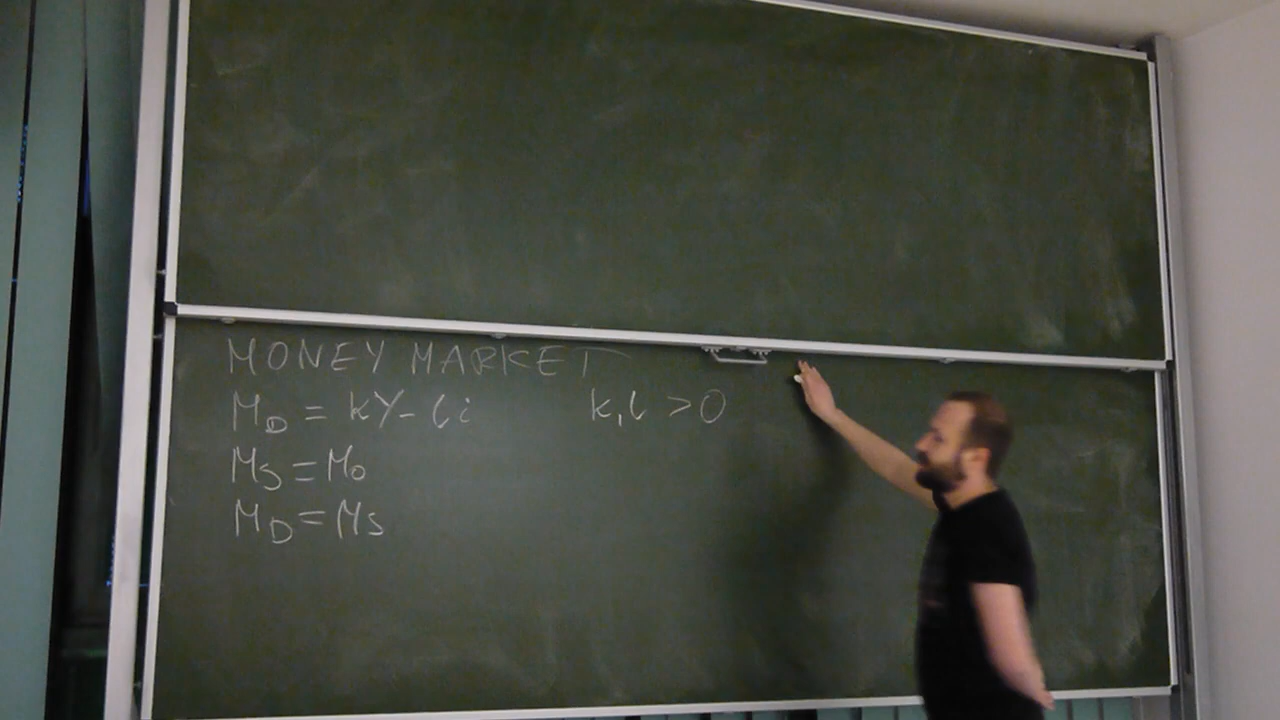 MONEY MARKET
M_D = kY - li k, l > 0
M_S = M_0
M_D = M_S